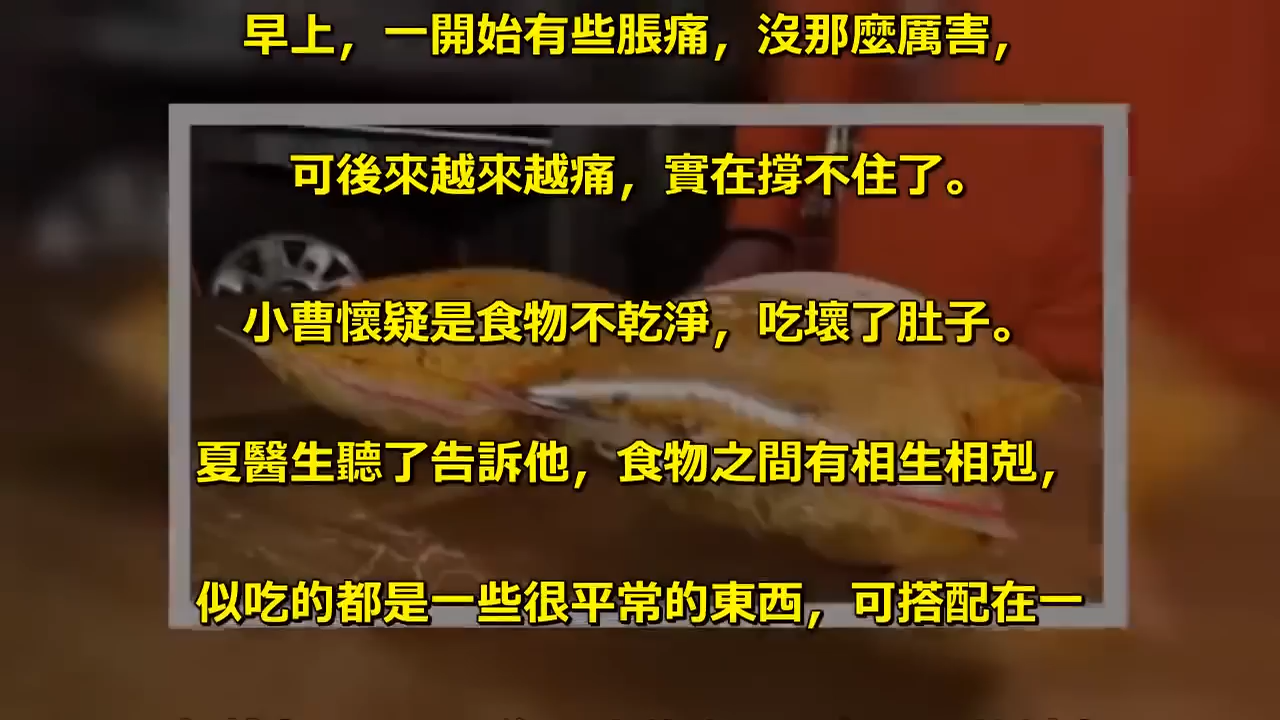 早上，一開始有些脹痛，沒那麼厲害，
可後來越來越痛，實在撐不住了。
小曹懷疑是食物不乾淨，吃壞了肚子。
夏醫生聽了告訴他，食物之間有相生相剋，
似吃的都是一些很平常的東西，可搭配在一